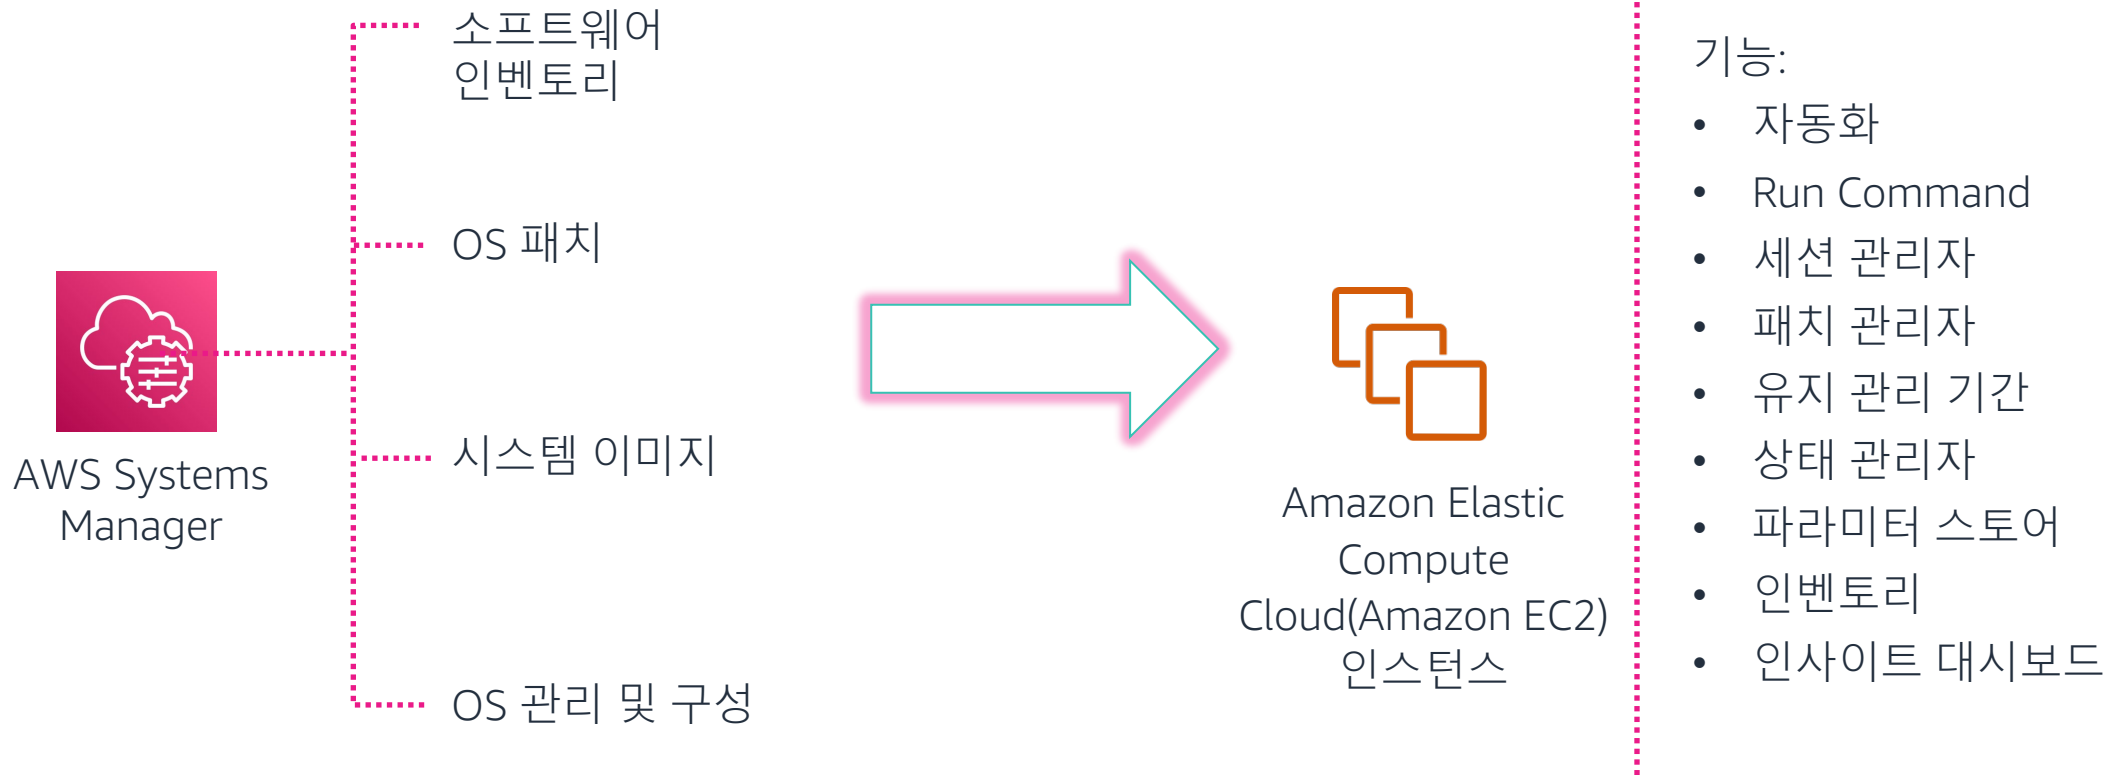 소프트웨어
인벤토리
OS 패치
시스템 이미지
OS 관리 및 구성
AWS Systems
Manager
Amazon Elastic
Compute
Cloud(Amazon EC2)
인스턴스
기능:
• 자동화
• Run Command
• 세션 관리자
• 패치 관리자
• 유지 관리 기간
• 상태 관리자
• 파라미터 스토어
• 인벤토리
• 인사이트 대시보드